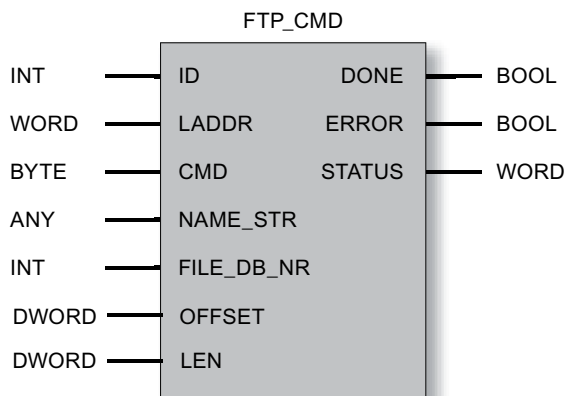 FTP_CMD
INT ID DONE BOOL
WORD LADDR ERROR BOOL
BYTE CMD STATUS WORD
ANY NAME_STR
INT FILE_DB_NR
DWORD OFFSET
DWORD LEN